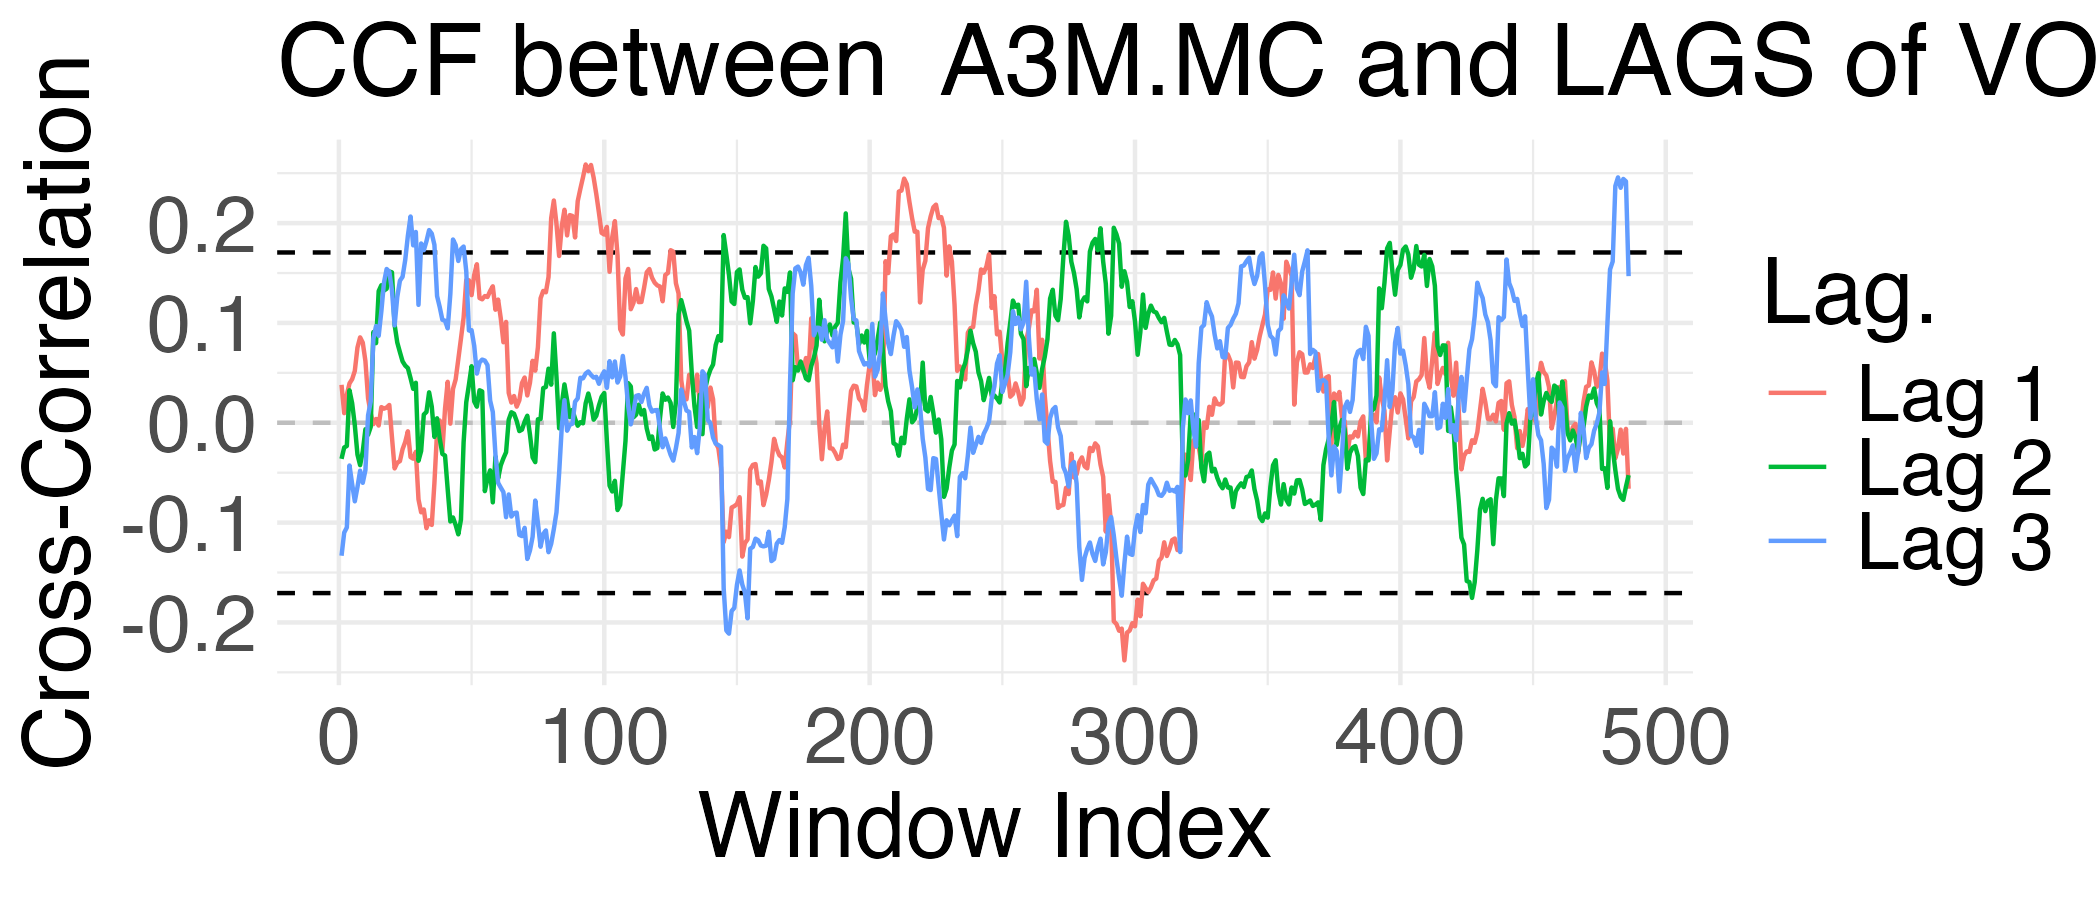 CCF between A3M.MC and LAGS of VO
Cross-Correlation
0.2
0.1
0.0
-0.1
-0.2
0 100 200 300 400 500
Window Index
Lag.
Lag 1
Lag 2
Lag 3